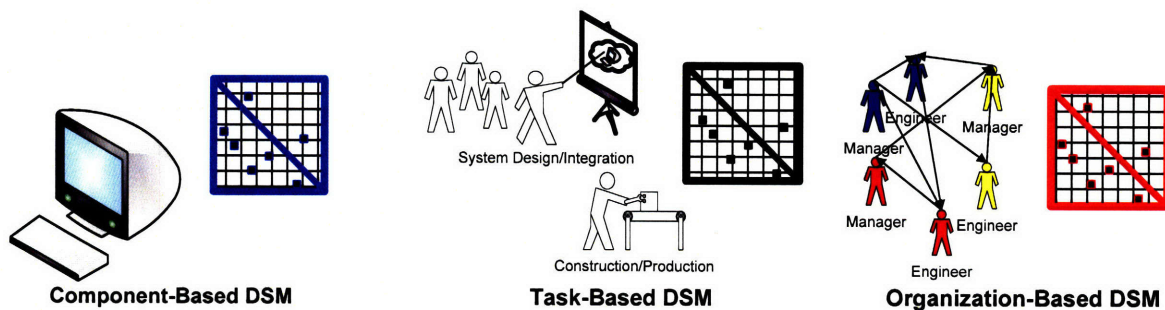 System Design/Integration
Construction/Production
Engineer
Manager
Manager
Manager
Engineer
Engineer
Component-Based DSM
Task-Based DSM
Organization-Based DSM